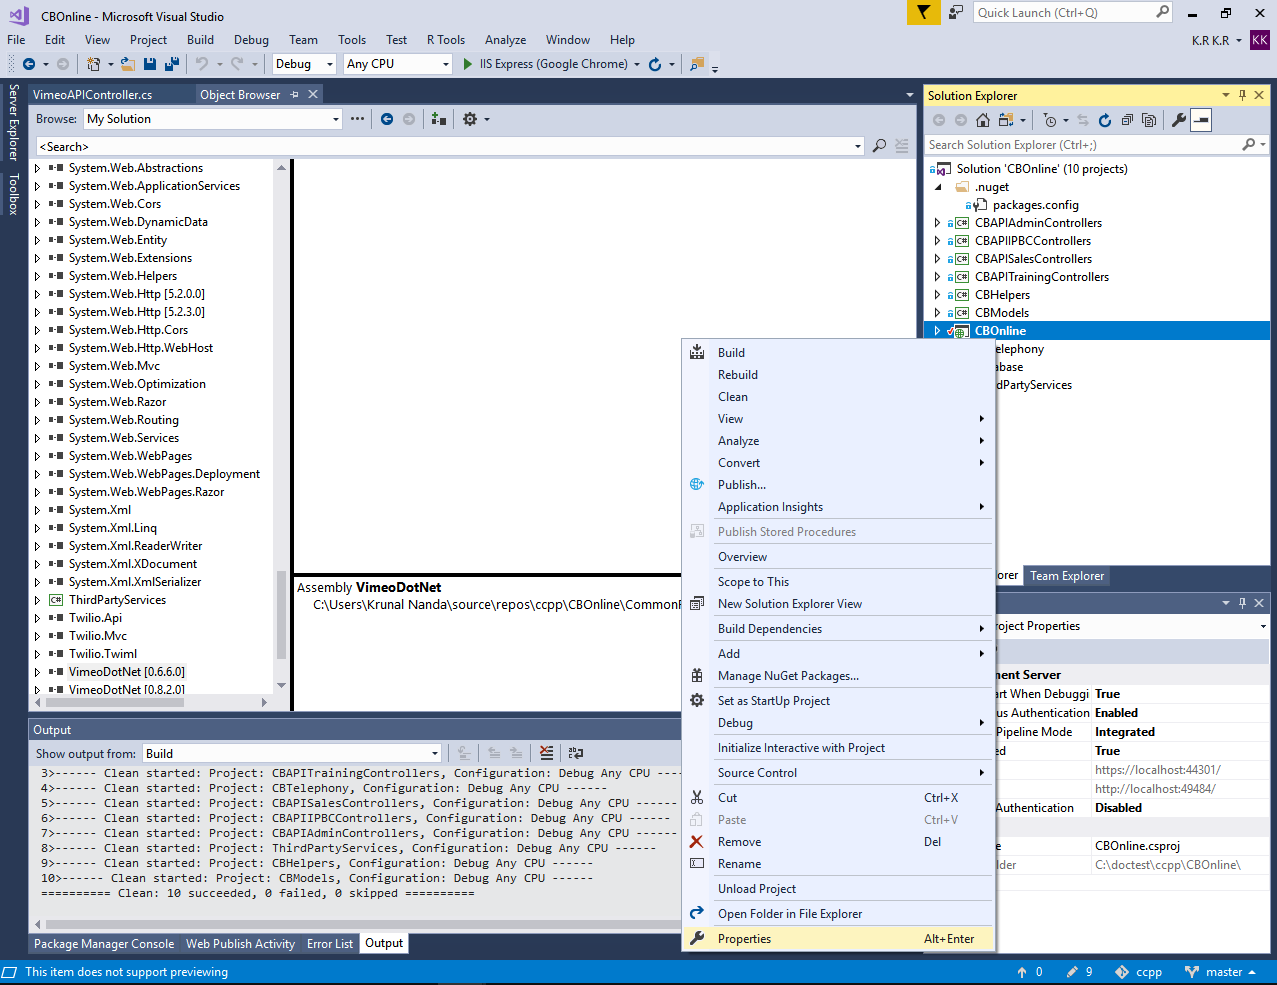 CBOnline - Microsoft Visual Studio
Quick Launch (Ctrl+Q)
File Edit View Project Build Debug Team Tools Test R Tools Analyze Window Help
K.R K.R KK
Debug Any CPU IIS Express (Google Chrome)
Server Explorer
Toolbox
VimeoAPIController.cs Object Browser
Browse: My Solution
<Search>
System.Web.Abstractions
System.Web.ApplicationServices
System.Web.Cors
System.Web.DynamicData
System.Web.Entity
System.Web.Extensions
System.Web.Helpers
System.Web.Http [5.2.0.0]
System.Web.Http [5.2.3.0]
System.Web.Http.Cors
System.Web.Http.WebHost
System.Web.Mvc
System.Web.Optimization
System.Web.Razor
System.Web.Routing
System.Web.Services
System.Web.WebPages
System.Web.WebPages.Deployment
System.Web.WebPages.Razor
System.Xml
System.Xml.Linq
System.Xml.ReaderWriter
System.Xml.XDocument
System.Xml.XmlSerializer
ThirdPartyServices
Twilio.Api
Twilio.Mvc
Twilio.Twiml
VimeoDotNet [0.6.6.0]
VimeoDotNet [0.8.2.0]
Assembly VimeoDotNet
C:\Users\Krunal Nanda\source\repos\ccpp\CBOnline\Common
Output
Show output from: Build
3>------ Clean started: Project: CBAPITrainingControllers, Configuration: Debug Any CPU ----
4>------ Clean started: Project: CBTelephony, Configuration: Debug Any CPU ------
5>------ Clean started: Project: CBAPISalesControllers, Configuration: Debug Any CPU ------
6>------ Clean started: Project: CBAPIIPBCControllers, Configuration: Debug Any CPU ------
7>------ Clean started: Project: CBAPIAdminControllers, Configuration: Debug Any CPU ------
8>------ Clean started: Project: ThirdPartyServices, Configuration: Debug Any CPU ------
9>------ Clean started: Project: CBHelpers, Configuration: Debug Any CPU ------
10>------ Clean started: Project: CBModels, Configuration: Debug Any CPU ------
========== Clean: 10 succeeded, 0 failed, 0 skipped ==========
Package Manager Console Web Publish Activity Error List Output
Build
Rebuild
Clean
View
Analyze
Convert
Publish...
Application Insights
Publish Stored Procedures
Overview
Scope to This
New Solution Explorer View
Build Dependencies
Add
Manage NuGet Packages...
Set as StartUp Project
Debug
Initialize Interactive with Project
Source Control
Cut Ctrl+X
Paste Ctrl+V
Remove Del
Rename
Unload Project
Open Folder in File Explorer
Properties Alt+Enter
Solution Explorer
Search Solution Explorer (Ctrl+;)
Solution 'CBOnline' (10 projects)
.nuget
packages.config
CBAPIAdminControllers
CBAPIIPBCControllers
CBAPISalesControllers
CBAPITrainingControllers
CBHelpers
CBModels
CBOnline
elephony
abase
dPartyServices
orer Team Explorer
oject Properties
nent Server
art When Debuggi True
us Authentication Enabled
Pipeline Mode Integrated
ed True
https://localhost:44301/
http://localhost:49484/
Authentication Disabled
e CBOnline.csproj
lder C:\doctest\ccpp\CBOnline\
This item does not support previewing
0 9 ccpp master